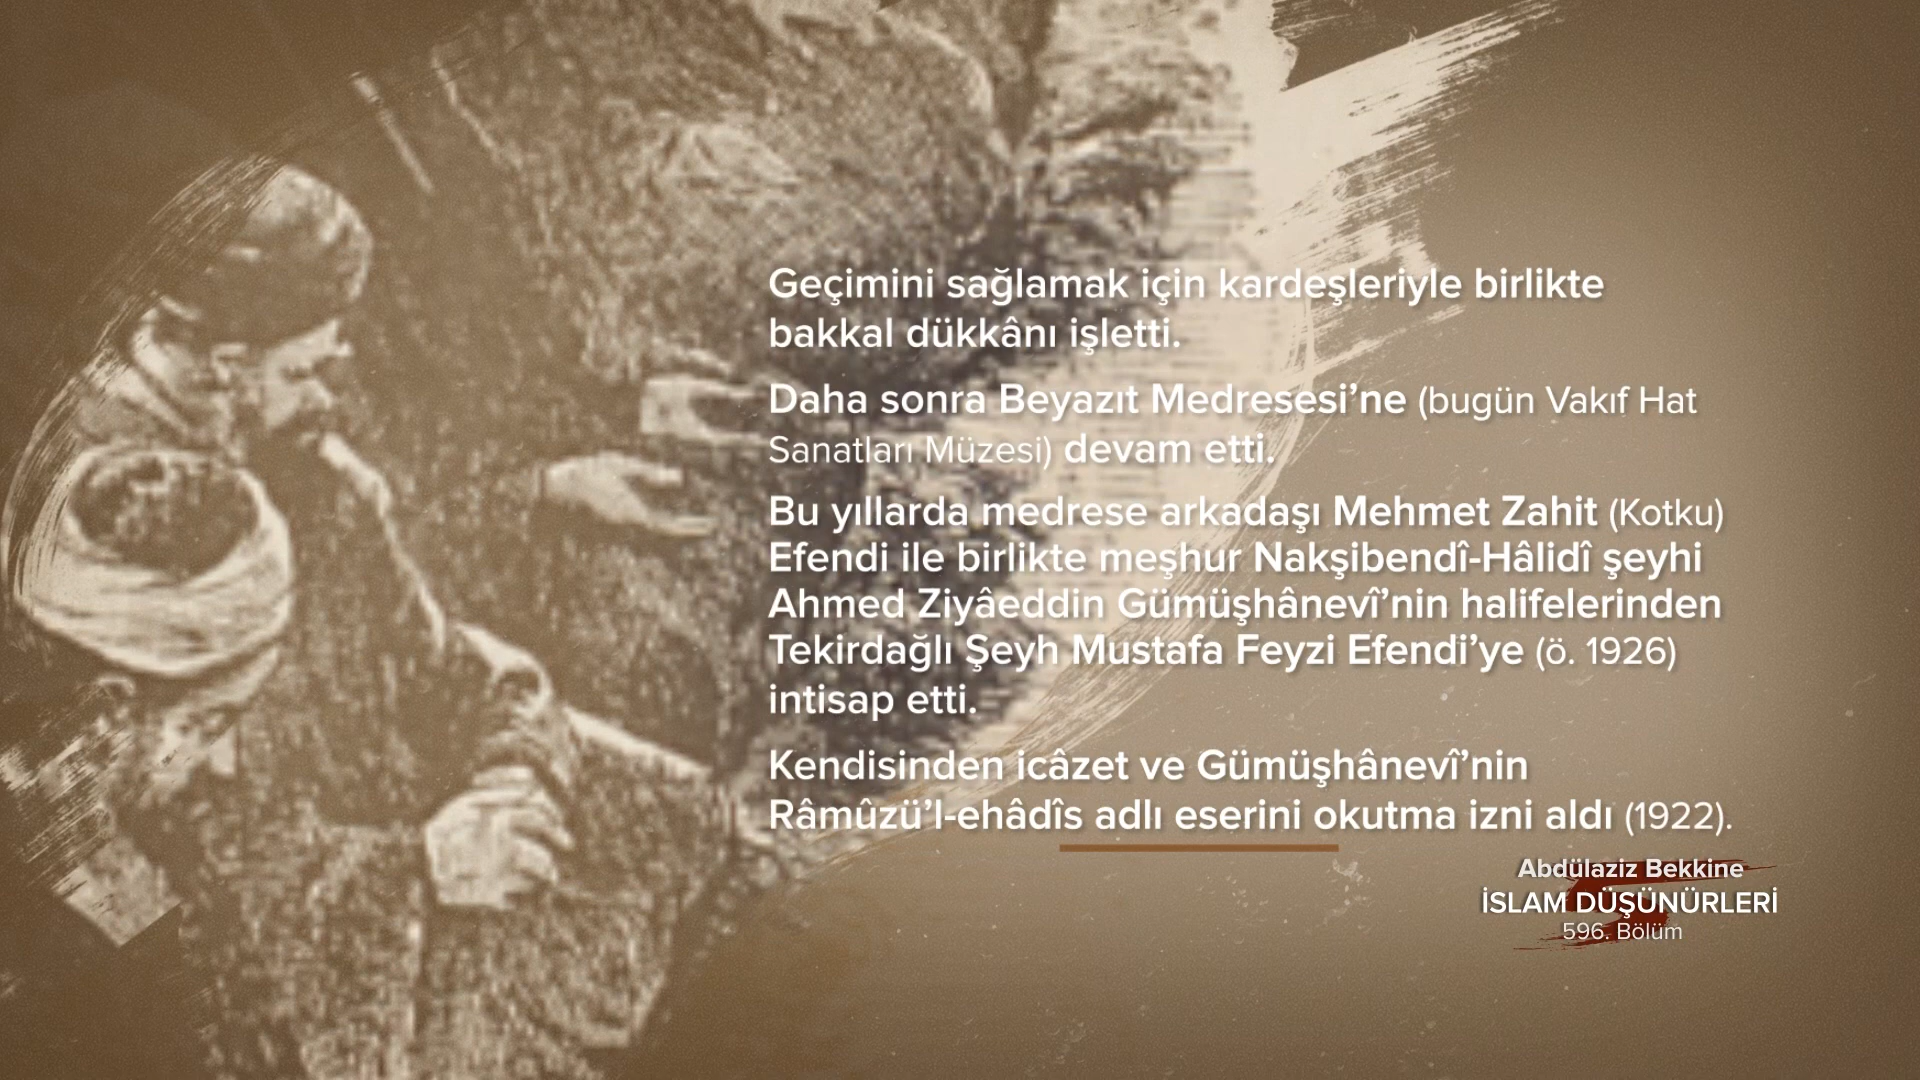 Geçimini sağlamak için kardeşleriyle birlikte
bakkal dükkânı işletti.
Daha sonra Beyazıt Medresesi’ne (bugün Vakıf Hat
Sanatları Müzesi) devam etti.
Bu yıllarda medrese arkadaşı Mehmet Zahit (Kotku)
Efendi ile birlikte meşhur Nakşibendî-Hâlidî şeyhi
Ahmed Ziyâeddin Gümüşhânevî’nin halifelerinden
Tekirdağlı Şeyh Mustafa Feyzi Efendi’ye (ö. 1926)
intisap etti.
Kendisinden icâzet ve Gümüşhânevî’nin
Râmûzü’l-ehâdîs adlı eserini okutma izni aldı (1922).
Abdülaziz Bekkine
İSLAM DÜŞÜNÜRLERİ
596. Bölüm